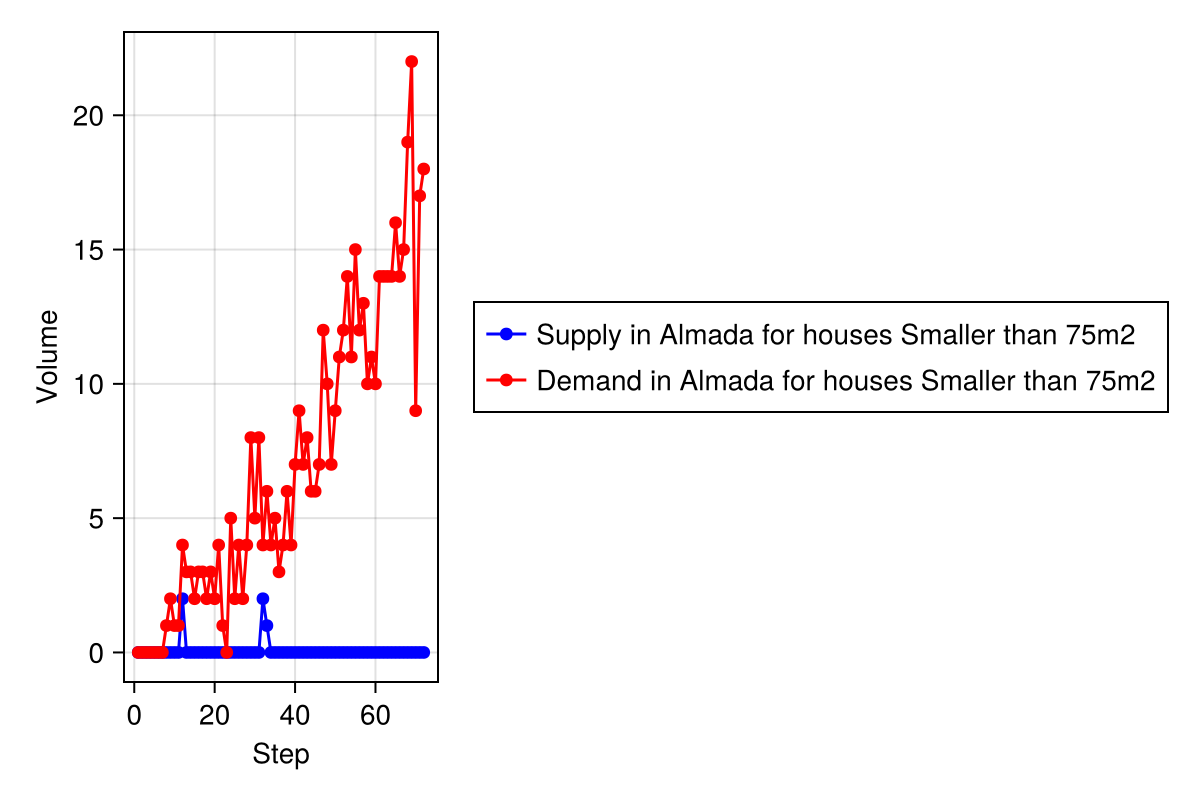 20
15
10
5
0
Volume
0 20 40 60
Step
Supply in Almada for houses Smaller than 75m2
Demand in Almada for houses Smaller than 75m2